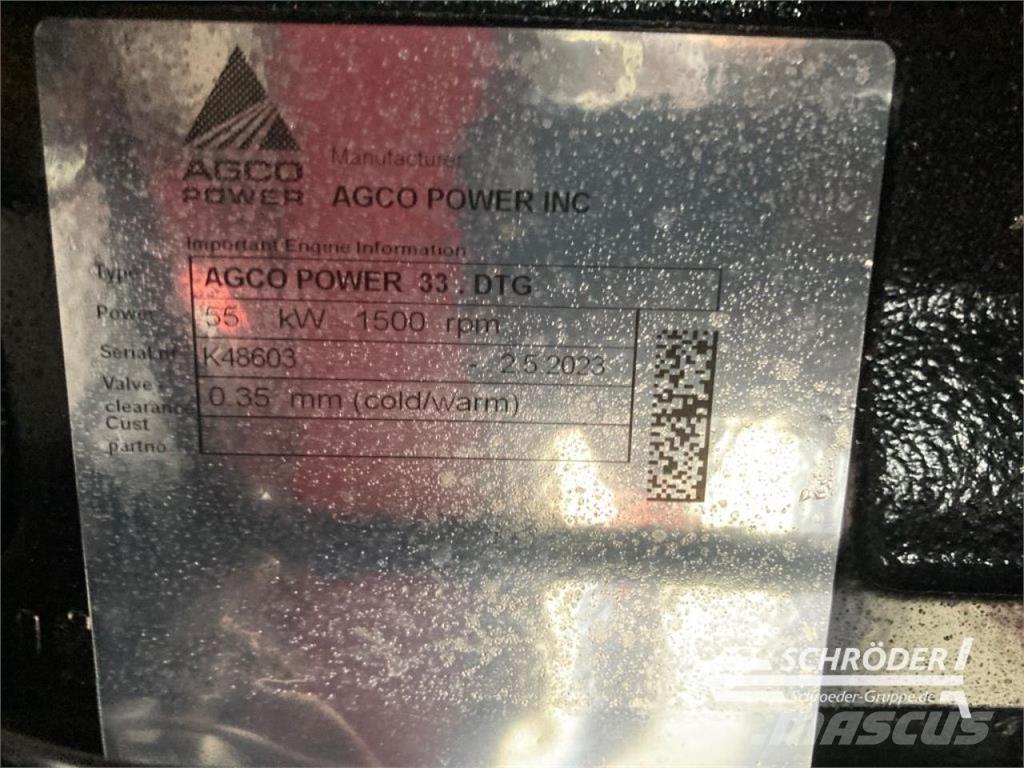 AGCO
POWER
Manufacturer
AGCO POWER INC
Important Engine Information
Type AGCO POWER 33 . DTG
Power 55 kW 1500 rpm
Serial nr K48603 - 2.5.2023
Valve
clearance 0.35 mm (cold/warm)
Cust
partno
SCHRÖDER
Schroeder-Gruppe.de
MASCUS